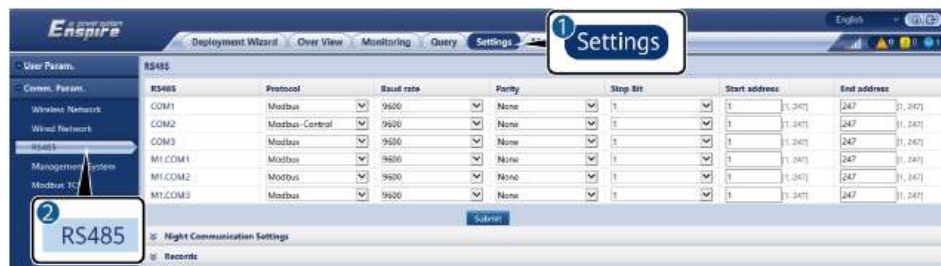 Enspire
English
Deployment Wizard Over View Monitoring Query Settings
1 Settings
User Param.
Comm. Param.
Wireless Network
Wired Network
RS485
Management System
2 RS485
RS485
RS485 Protocol Baud rate Parity Stop Bit Start address End address
COM1 Modbus 9600 None 1 1 [1, 247] 247 [1, 247]
COM2 Modbus-Control 9600 None 1 1 [1, 247] 247 [1, 247]
COM3 Modbus 9600 None 1 1 [1, 247] 247 [1, 247]
M1.COM1 Modbus 9600 None 1 1 [1, 247] 247 [1, 247]
M1.COM2 Modbus 9600 None 1 1 [1, 247] 247 [1, 247]
M1.COM3 Modbus 9600 None 1 1 [1, 247] 247 [1, 247]
Submit
Night Communication Settings
Records